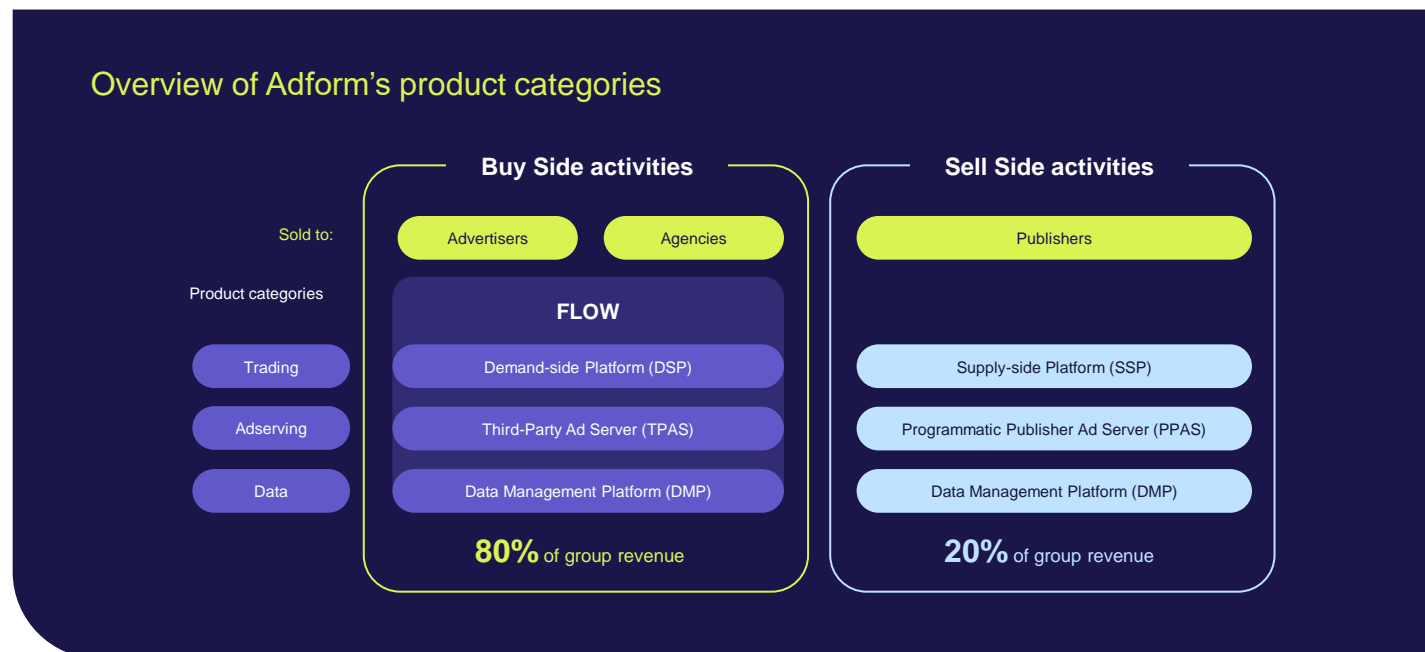 Overview of Adform’s product categories
Buy Side activities
Sell Side activities
Sold to:
Advertisers
Agencies
Publishers
Product categories
FLOW
Trading
Demand-side Platform (DSP)
Supply-side Platform (SSP)
Adserving
Third-Party Ad Server (TPAS)
Programmatic Publisher Ad Server (PPAS)
Data
Data Management Platform (DMP)
Data Management Platform (DMP)
80% of group revenue
20% of group revenue